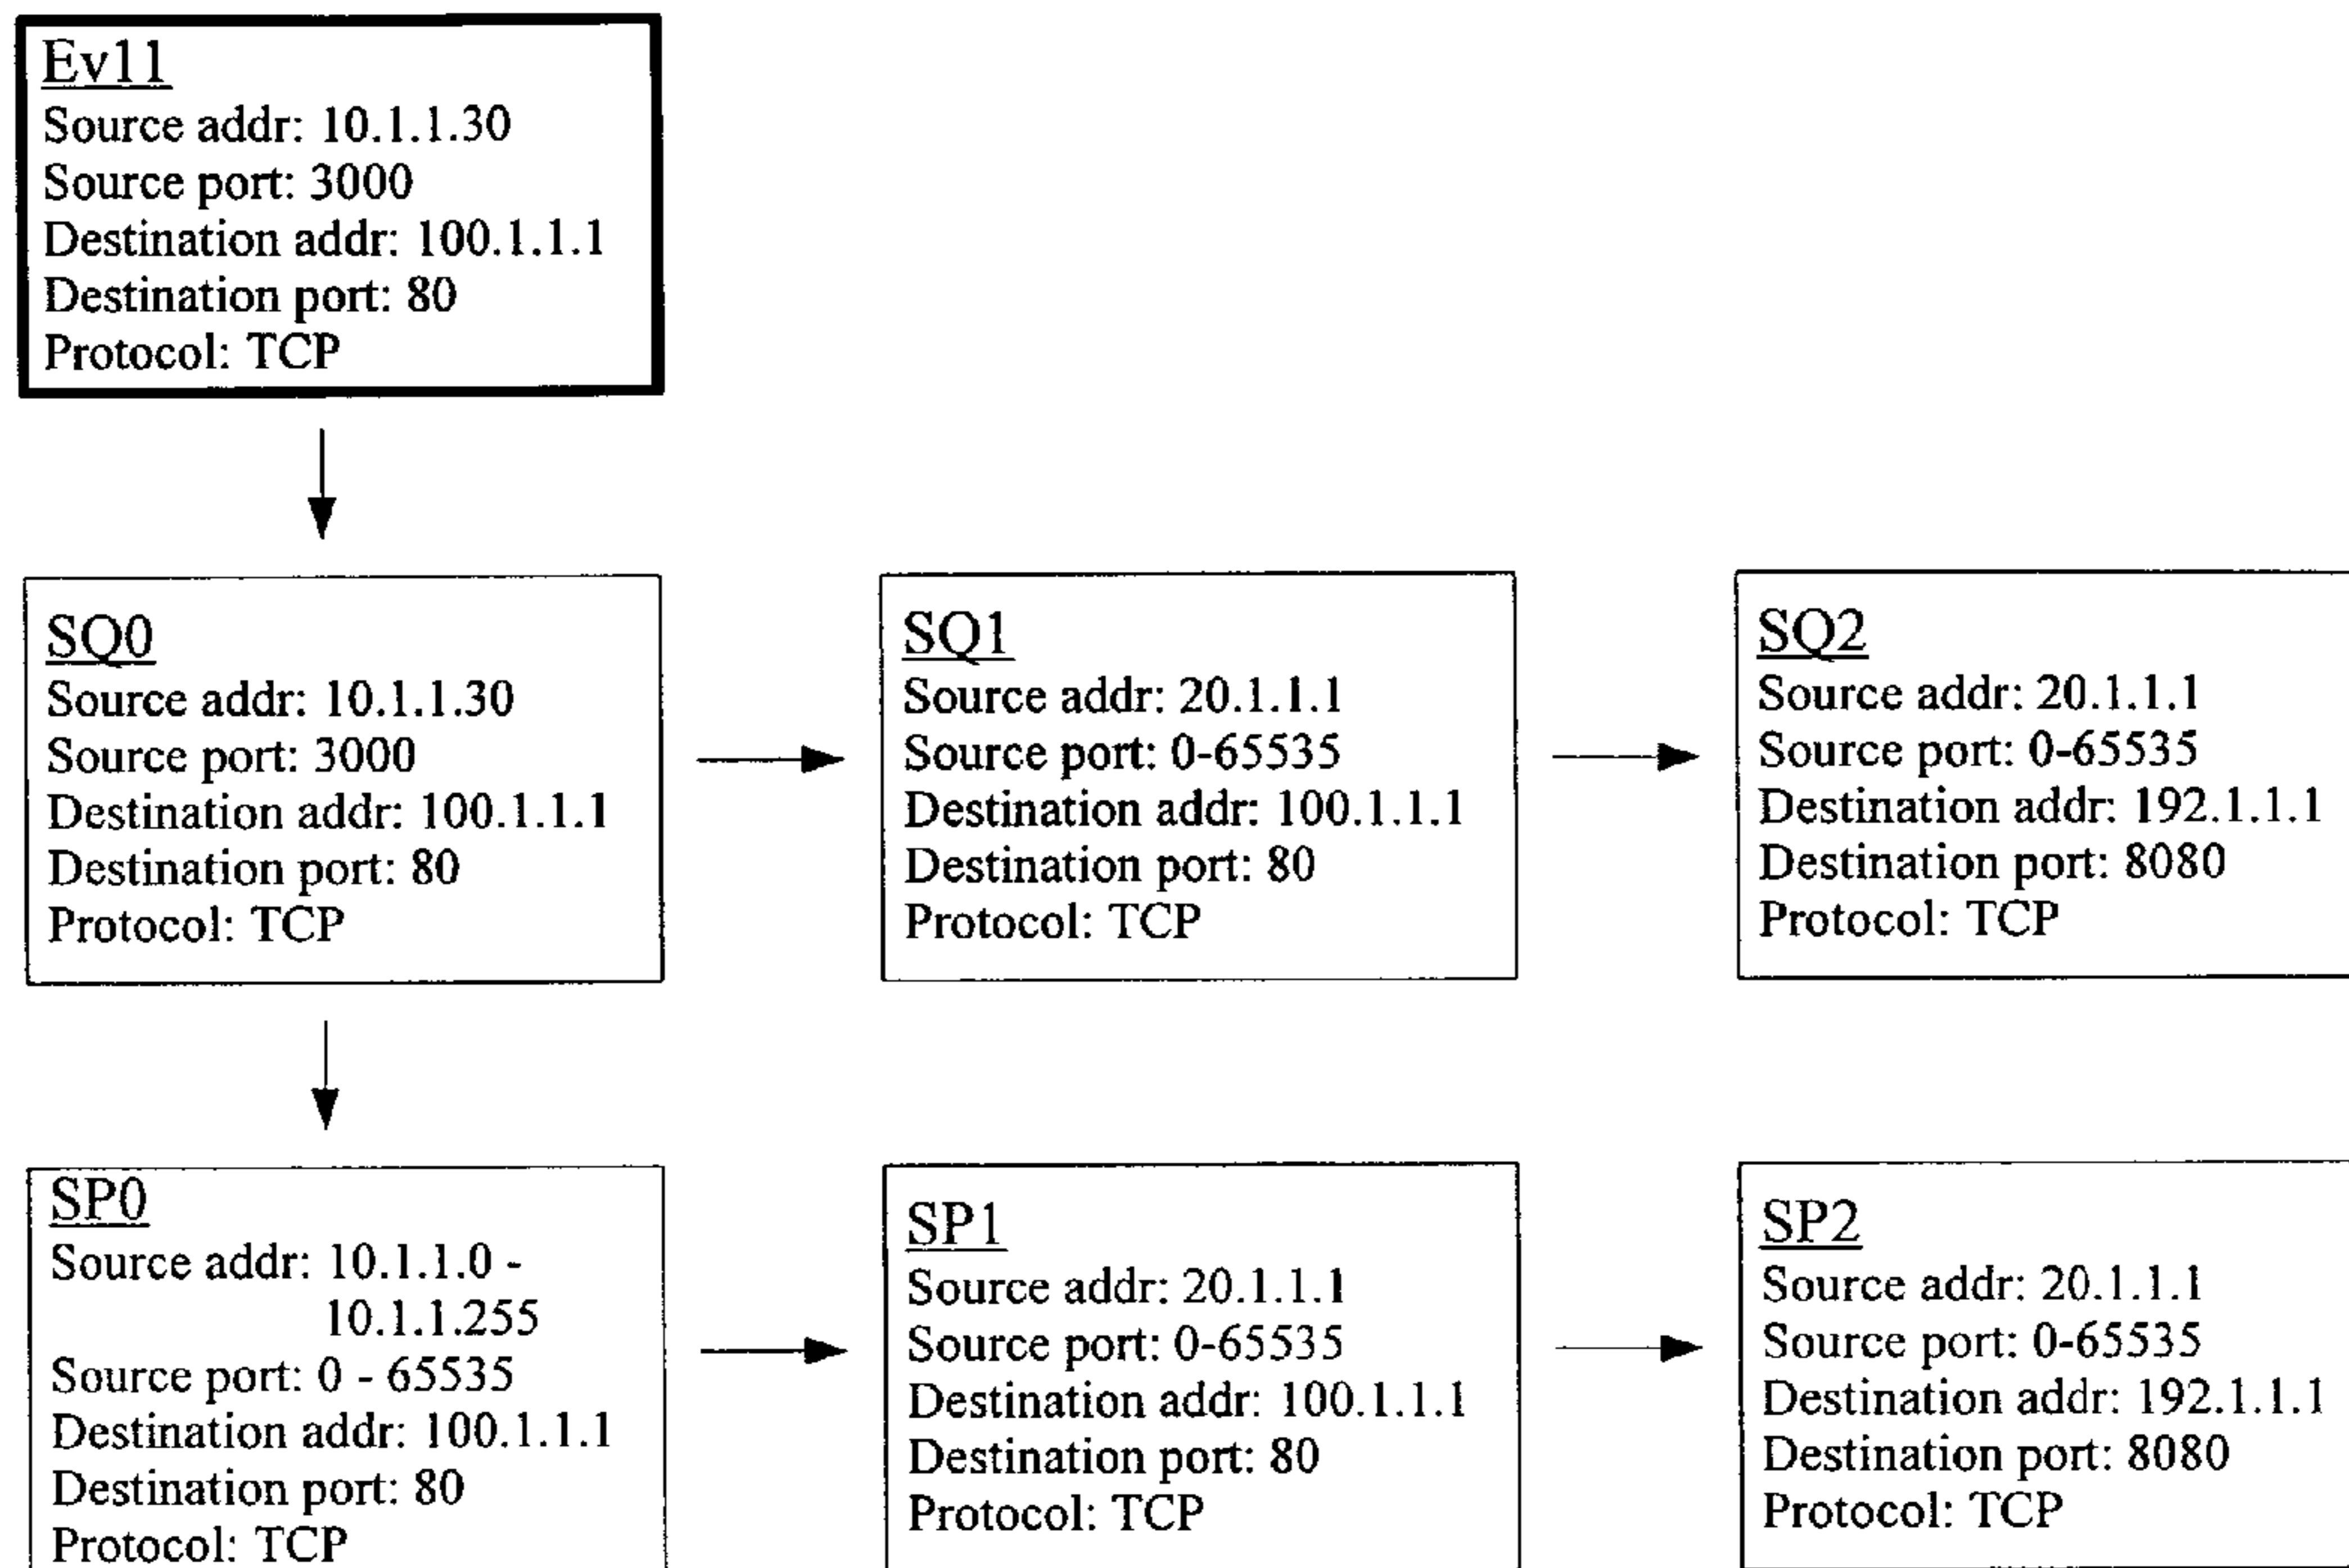 Ev11
Source addr: 10.1.1.30
Source port: 3000
Destination addr: 100.1.1.1
Destination port: 80
Protocol: TCP
SQ0
Source addr: 10.1.1.30
Source port: 3000
Destination addr: 100.1.1.1
Destination port: 80
Protocol: TCP
SQ1
Source addr: 20.1.1.1
Source port: 0-65535
Destination addr: 100.1.1.1
Destination port: 80
Protocol: TCP
SQ2
Source addr: 20.1.1.1
Source port: 0-65535
Destination addr: 192.1.1.1
Destination port: 8080
Protocol: TCP
SP0
Source addr: 10.1.1.0 -
10.1.1.255
Source port: 0 - 65535
Destination addr: 100.1.1.1
Destination port: 80
Protocol: TCP
SP1
Source addr: 20.1.1.1
Source port: 0-65535
Destination addr: 100.1.1.1
Destination port: 80
Protocol: TCP
SP2
Source addr: 20.1.1.1
Source port: 0-65535
Destination addr: 192.1.1.1
Destination port: 8080
Protocol: TCP